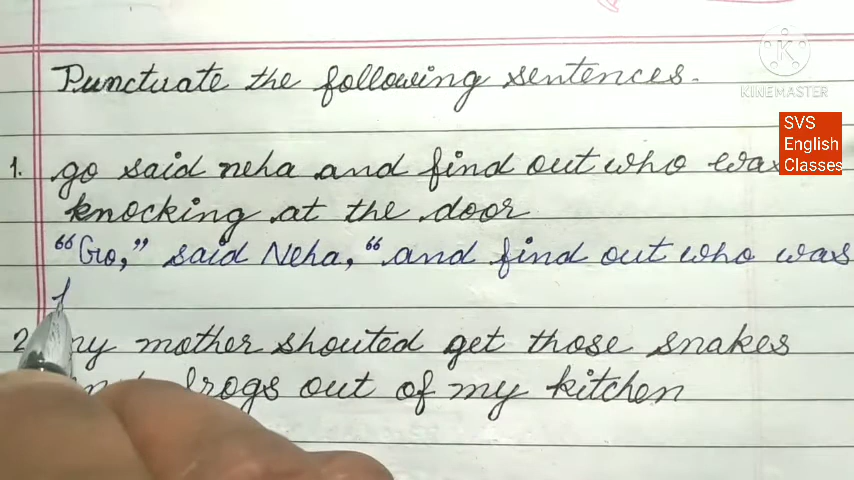 Punctuate the following sentences.
KINEMASTER
SVS
English
Classes
1. go said neha and find out who was
knocking at the door
“Go,” said Neha, “and find out who was
2 my mother shouted get those snakes
frogs out of my kitchen